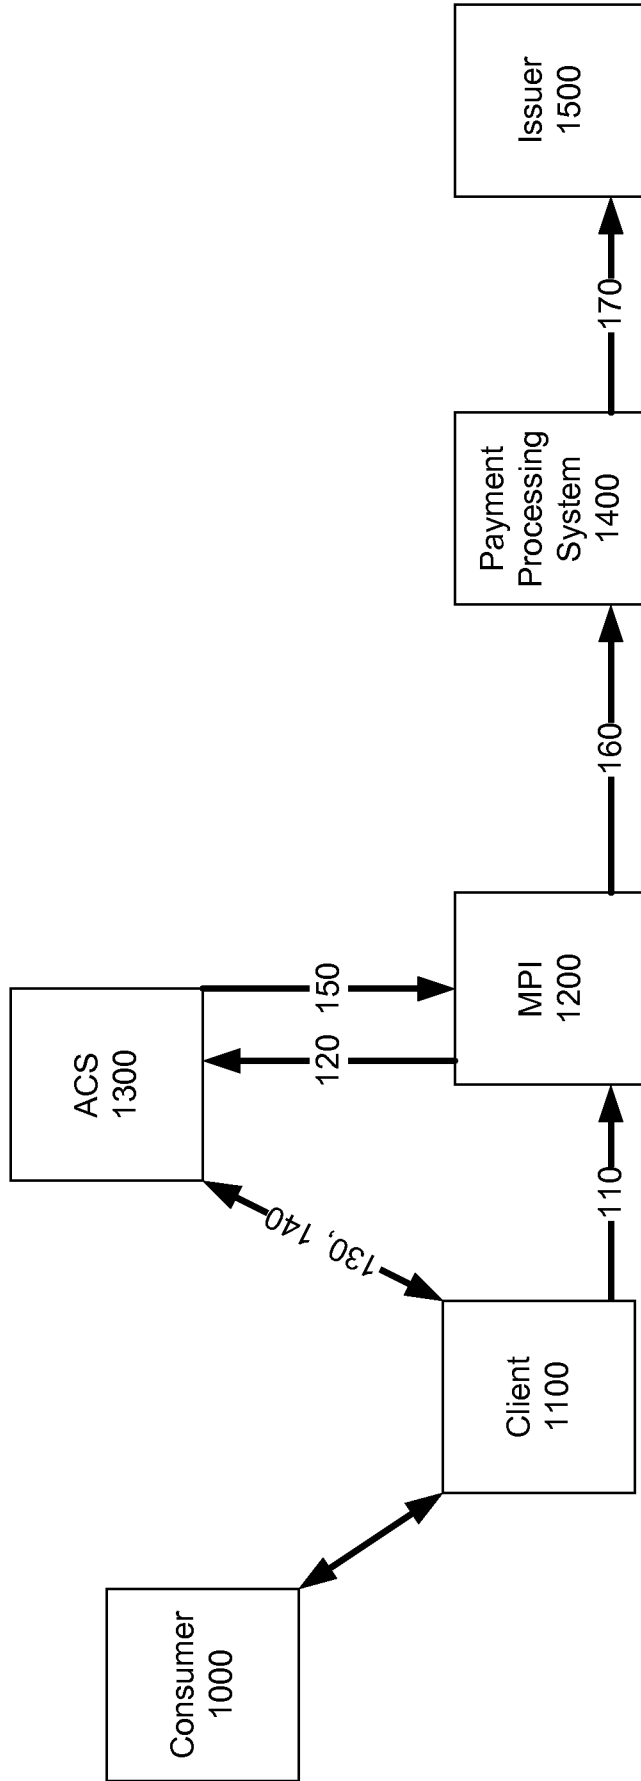 Consumer
1000
Client
1100
130, 140
110
ACS
1300
120
150
MPI
1200
160
Payment
Processing
System
1400
170
Issuer
1500